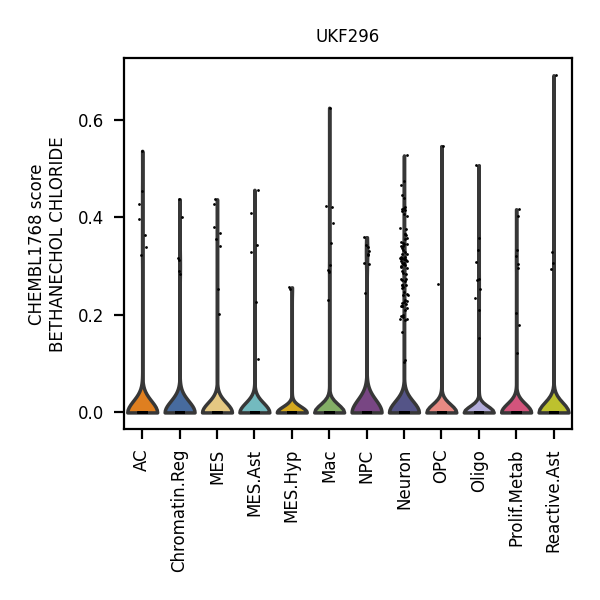 UKF296
CHEMBL1768 score
BETHANECHOL CHLORIDE
0.6
0.4
0.2
0.0
AC
Chromatin.Reg
MES
MES.Ast
MES.Hyp
Mac
NPC
Neuron
OPC
Oligo
Prolif.Metab
Reactive.Ast